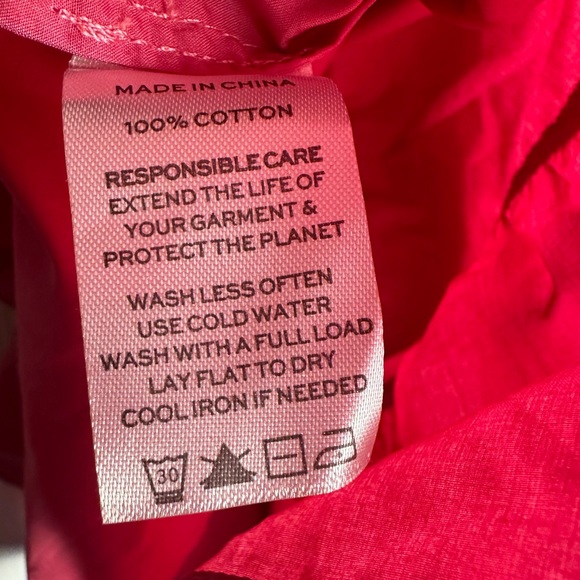 MADE IN CHINA
100% COTTON
RESPONSIBLE CARE
EXTEND THE LIFE OF
YOUR GARMENT &
PROTECT THE PLANET
WASH LESS OFTEN
USE COLD WATER
WASH WITH A FULL LOAD
LAY FLAT TO DRY
COOL IRON IF NEEDED
30